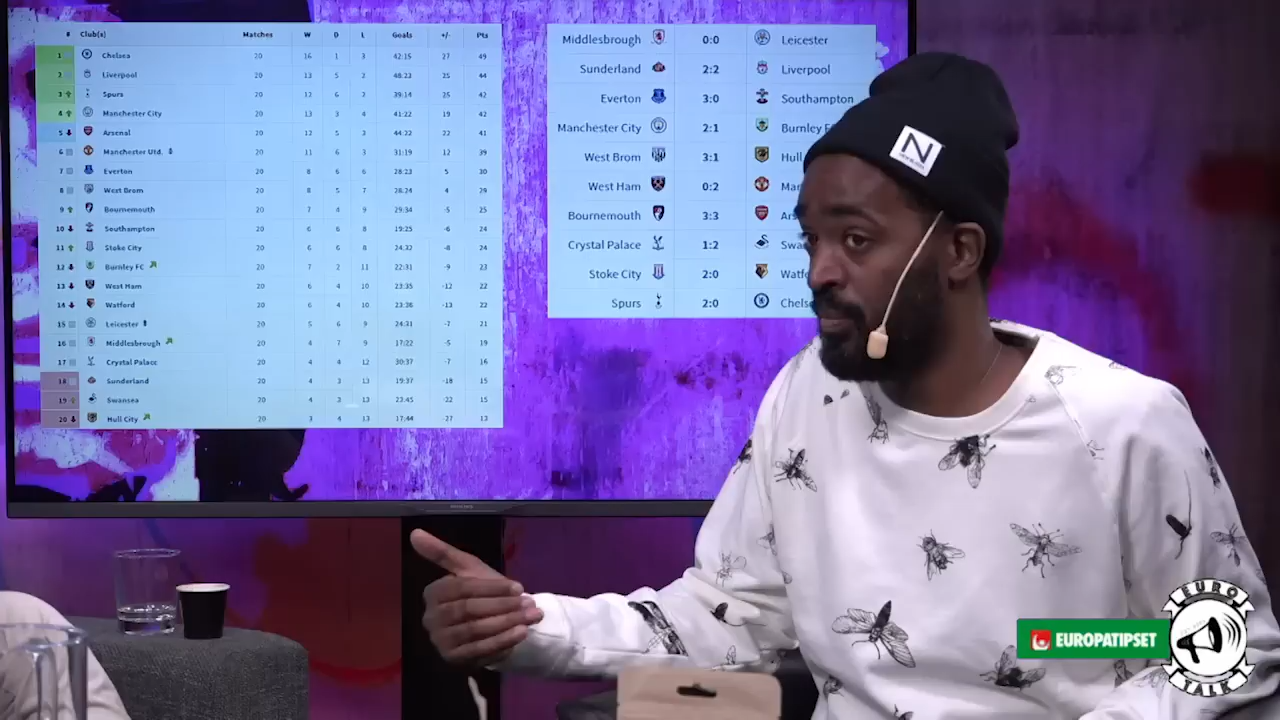 # Club(s) Matches W D L Goals +/- Pts
1 Chelsea 20 16 1 3 42:15 27 49
2 Liverpool 20 13 5 2 48:23 25 44
3 Spurs 20 12 6 2 39:14 25 42
4 Manchester City 20 13 3 4 41:22 19 42
5 Arsenal 20 12 5 3 44:22 22 41
6 Manchester Utd. 20 11 6 3 31:19 12 39
7 Everton 20 8 6 6 28:23 5 30
8 West Brom 20 8 5 7 28:24 4 29
9 Bournemouth 20 7 4 9 29:34 -5 25
10 Southampton 20 6 6 8 19:25 -6 24
11 Stoke City 20 6 6 8 24:32 -8 24
12 Burnley FC 20 7 2 11 22:31 -9 23
13 West Ham 20 6 4 10 23:35 -12 22
14 Watford 20 6 4 10 23:36 -13 22
15 Leicester 20 5 6 9 24:31 -7 21
16 Middlesbrough 20 4 7 9 17:22 -5 19
17 Crystal Palace 20 4 4 12 30:37 -7 16
18 Sunderland 20 4 3 13 19:37 -18 15
19 Swansea 20 4 3 13 23:45 -22 15
20 Hull City 20 3 4 13 17:44 -27 13
Middlesbrough 0:0 Leicester
Sunderland 2:2 Liverpool
Everton 3:0 Southampton
Manchester City 2:1 Burnley F
West Brom 3:1 Hull
West Ham 0:2 Ma
Bournemouth 3:3 Ars
Crystal Palace 1:2 Swa
Stoke City 2:0 Watfo
Spurs 2:0 Chels
N
EUROPATIPSET
EURO
TALK